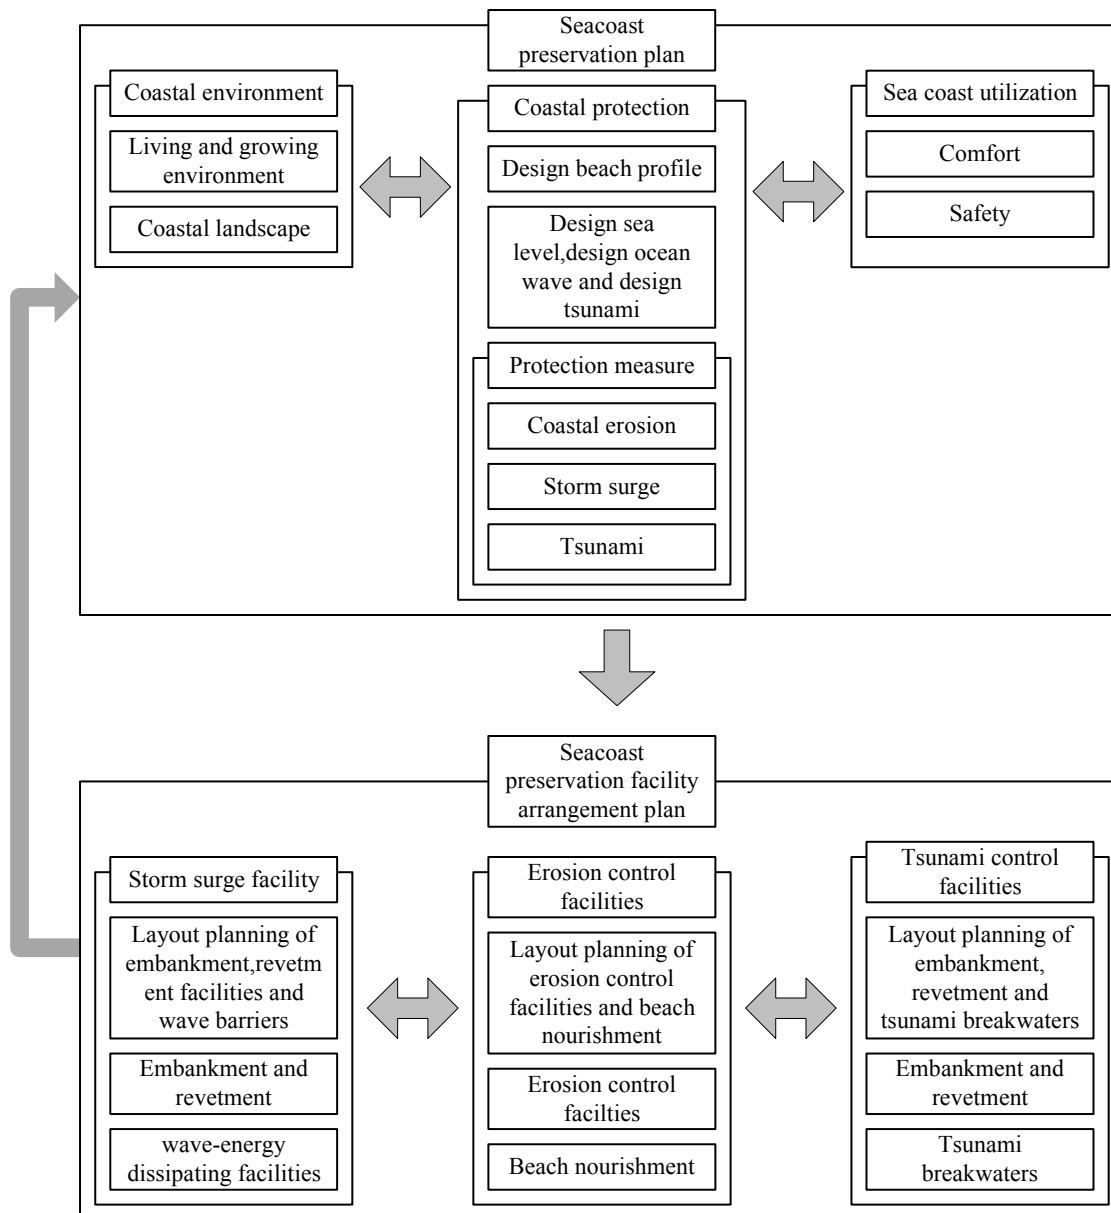 Seacoast
preservation plan
Coastal environment
Living and growing
environment
Coastal landscape
Coastal protection
Design beach profile
Design sea
level,design ocean
wave and design
tsunami
Protection measure
Coastal erosion
Storm surge
Tsunami
Sea coast utilization
Comfort
Safety
Seacoast
preservation facility
arrangement plan
Storm surge facility
Layout planning of
embankment,revetm
ent facilities and
wave barriers
Embankment and
revetment
wave-energy
dissipating facilities
Erosion control
facilities
Layout planning of
erosion control
facilities and beach
nourishment
Erosion control
facilties
Beach nourishment
Tsunami control
facilities
Layout planning of
embankment,
revetment and
tsunami breakwaters
Embankment and
revetment
Tsunami
breakwaters